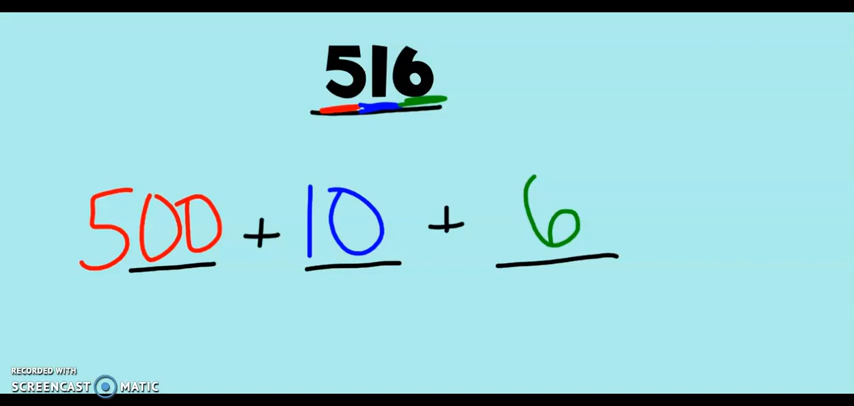 516
500 + 10 + 6
RECORDED WITH
SCREENCAST MATIC